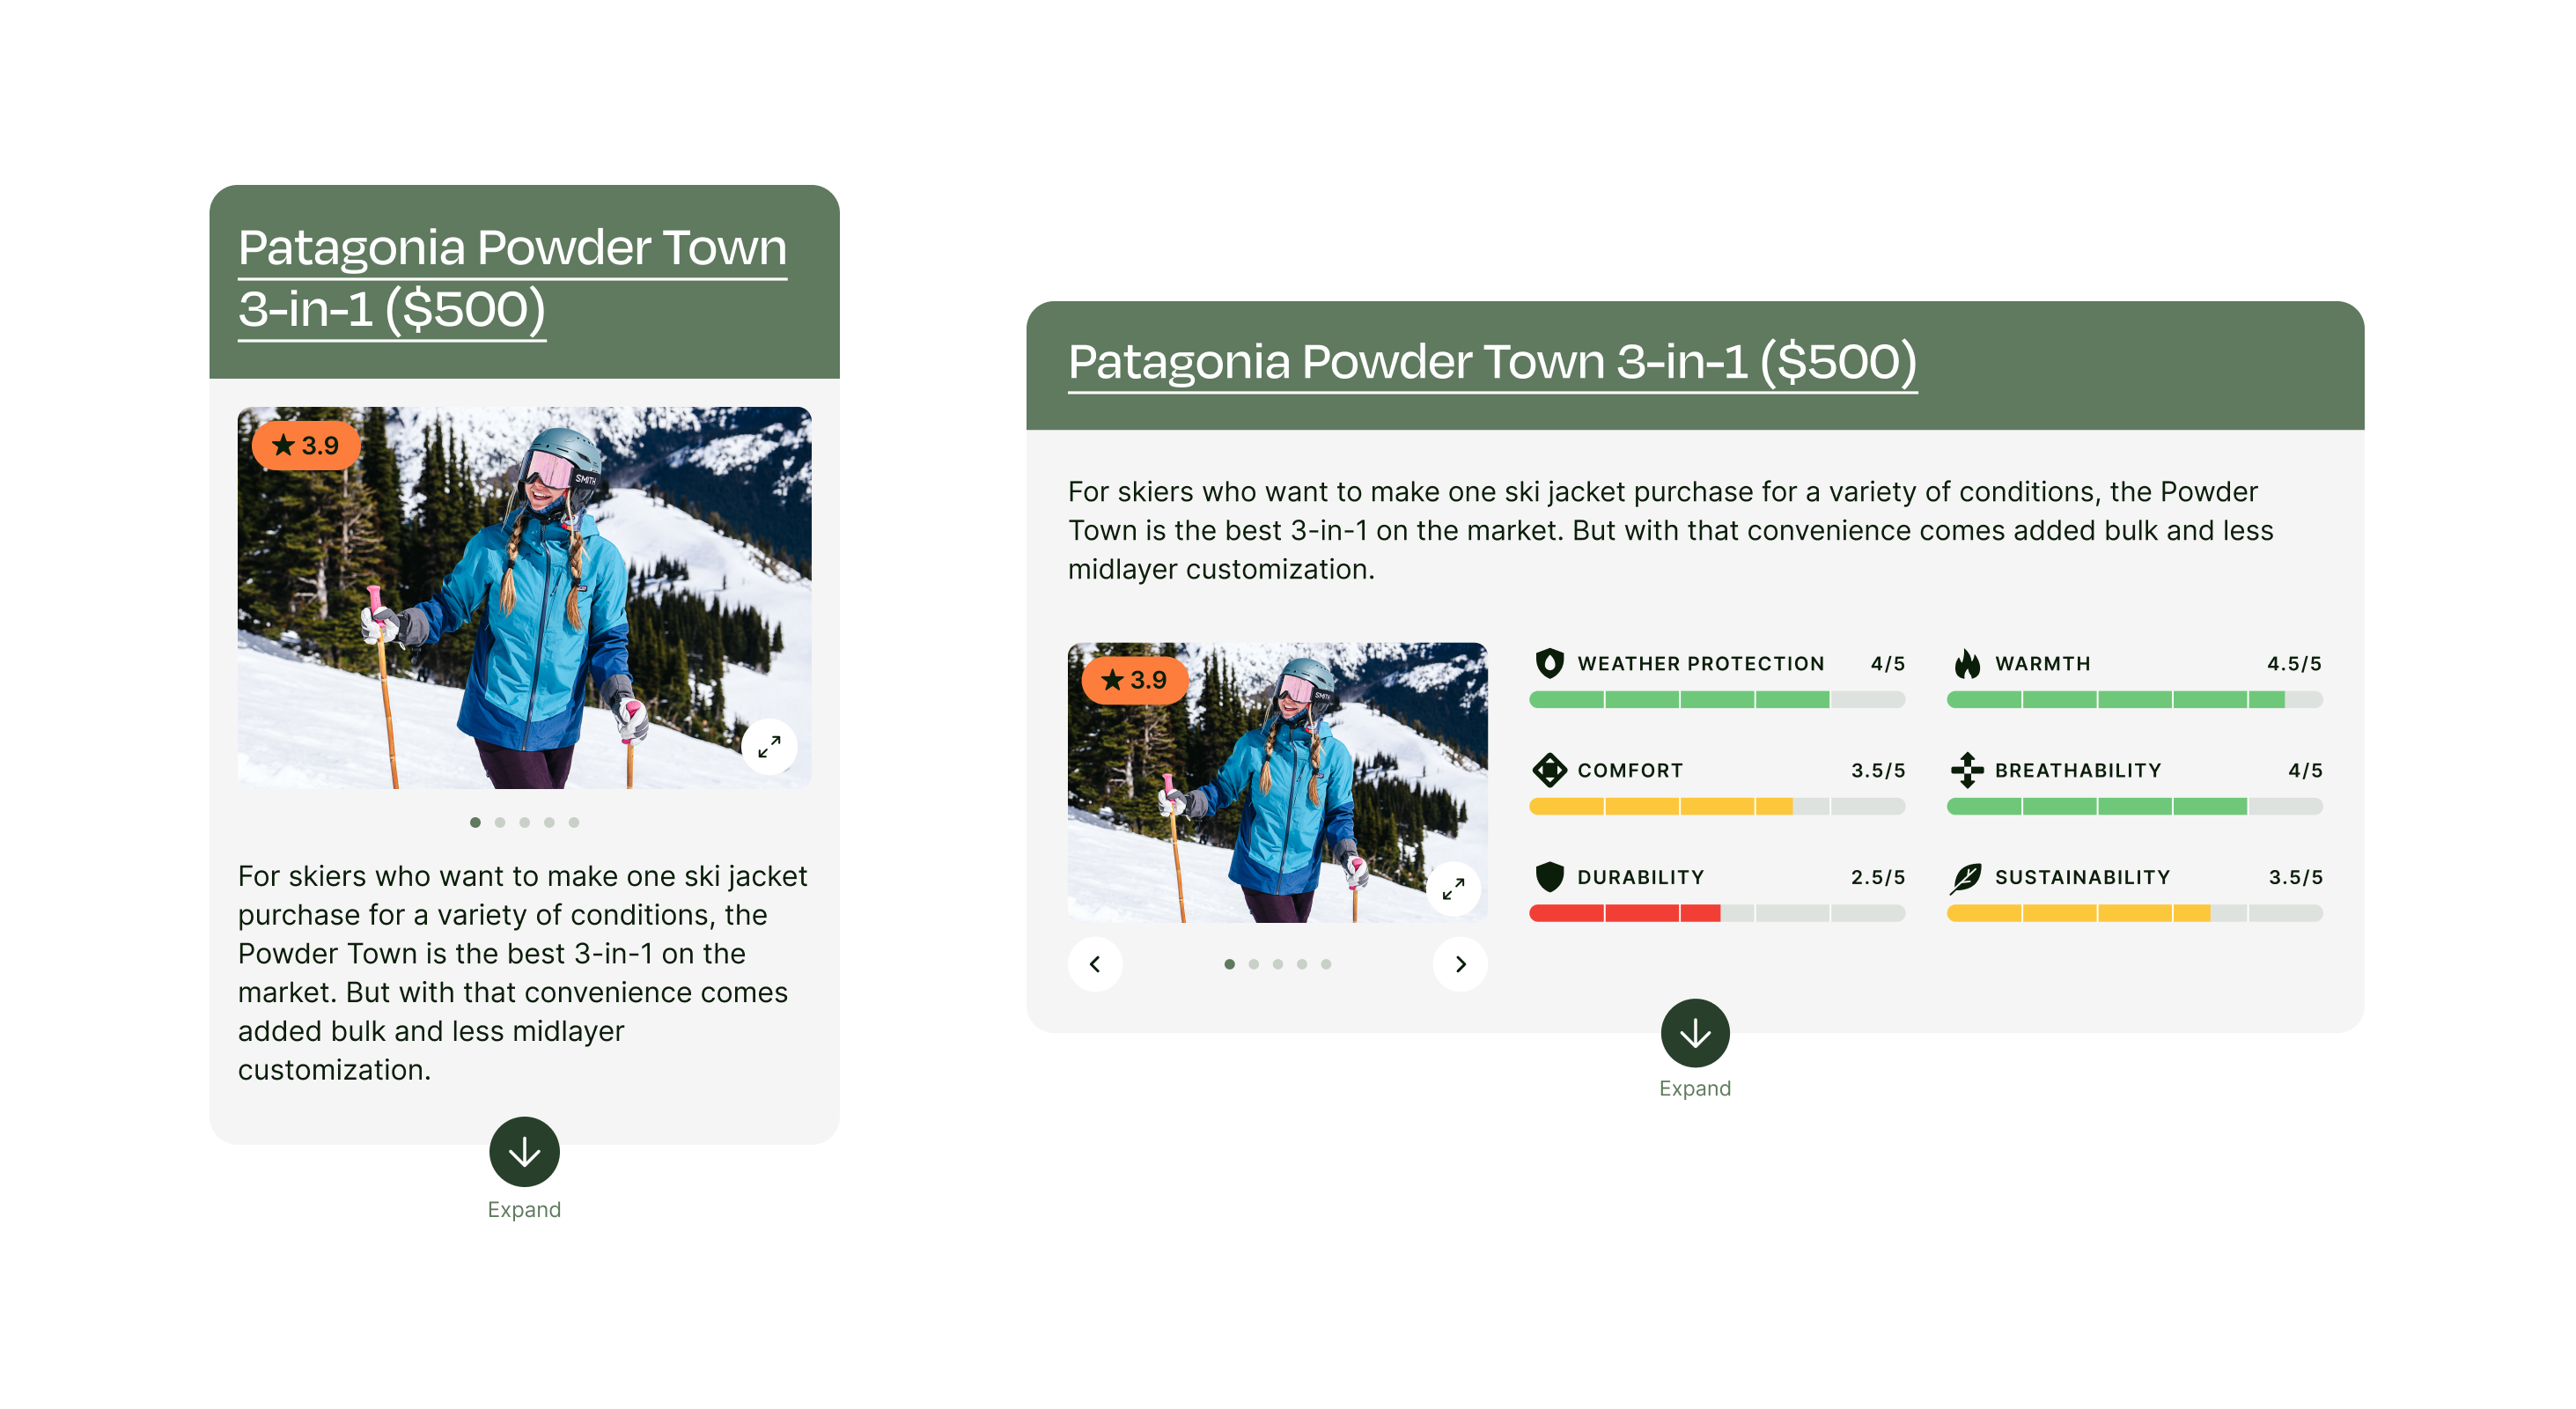 Patagonia Powder Town
3-in-1 ($500)
3.9
SMITH
For skiers who want to make one ski jacket
purchase for a variety of conditions, the
Powder Town is the best 3-in-1 on the
market. But with that convenience comes
added bulk and less midlayer
customization.
Expand
Patagonia Powder Town 3-in-1 ($500)
For skiers who want to make one ski jacket purchase for a variety of conditions, the Powder
Town is the best 3-in-1 on the market. But with that convenience comes added bulk and less
midlayer customization.
3.9
SMITH
WEATHER PROTECTION 4/5
WARMTH 4.5/5
COMFORT 3.5/5
BREATHABILITY 4/5
DURABILITY 2.5/5
SUSTAINABILITY 3.5/5
Expand